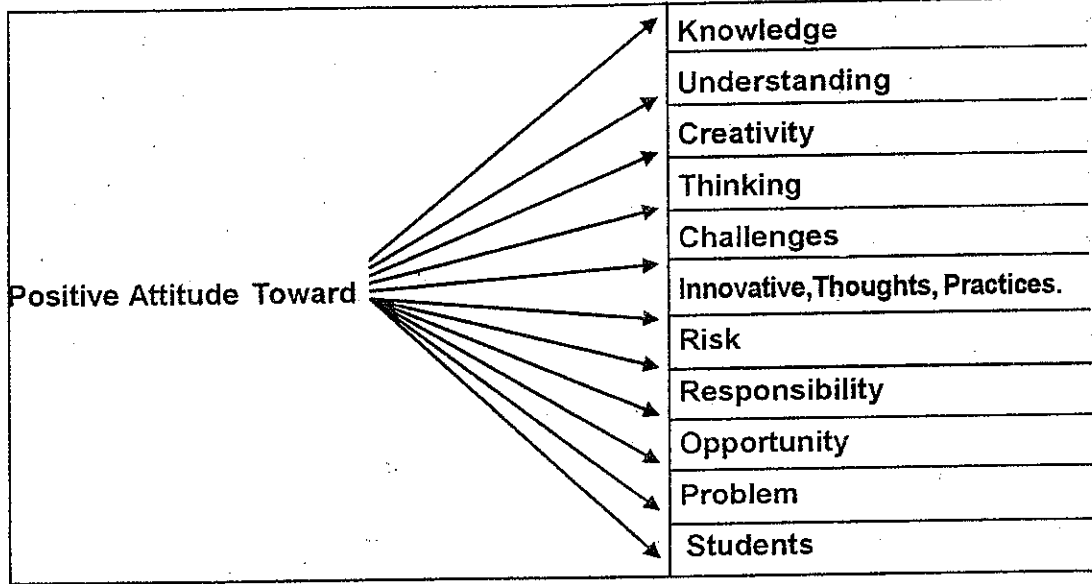 Knowledge
Understanding
Creativity
Thinking
Challenges
Positive Attitude Toward
Innovative,Thoughts, Practices.
Risk
Responsibility
Opportunity
Problem
Students